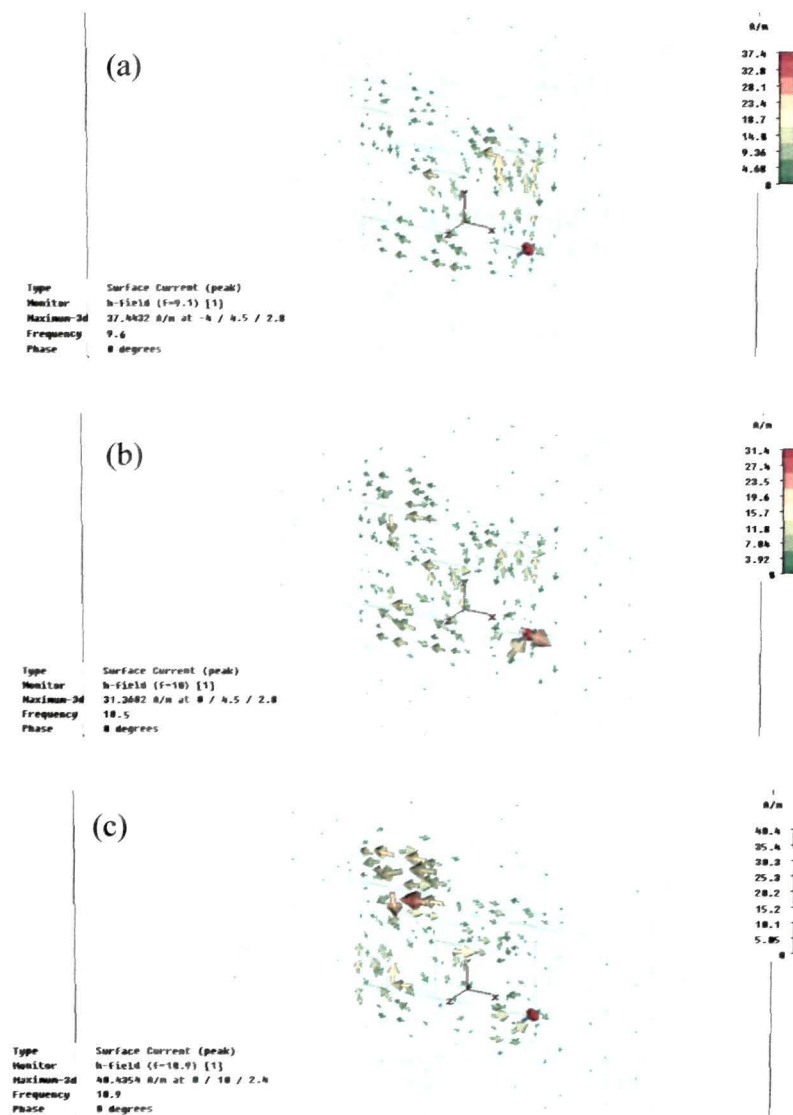 (a)
A/m
37.4
32.8
28.1
23.4
18.7
14.0
9.36
4.68
0
Type Surface Current (peak)
Monitor h-field (f=9.1) [1]
Maximum-3d 37.4432 A/m at -4 / 4.5 / 2.8
Frequency 9.6
Phase 0 degrees
(b)
A/m
31.4
27.4
23.5
19.6
15.7
11.8
7.84
3.92
0
Type Surface Current (peak)
Monitor h-field (f=10) [1]
Maximum-3d 31.3682 A/m at 0 / 4.5 / 2.8
Frequency 10.5
Phase 0 degrees
(c)
A/m
40.4
35.4
30.3
25.3
20.2
15.2
10.1
5.05
0
Type Surface Current (peak)
Monitor h-field (f=10.9) [1]
Maximum-3d 40.4354 A/m at 0 / 10 / 2.4
Frequency 10.9
Phase 0 degrees